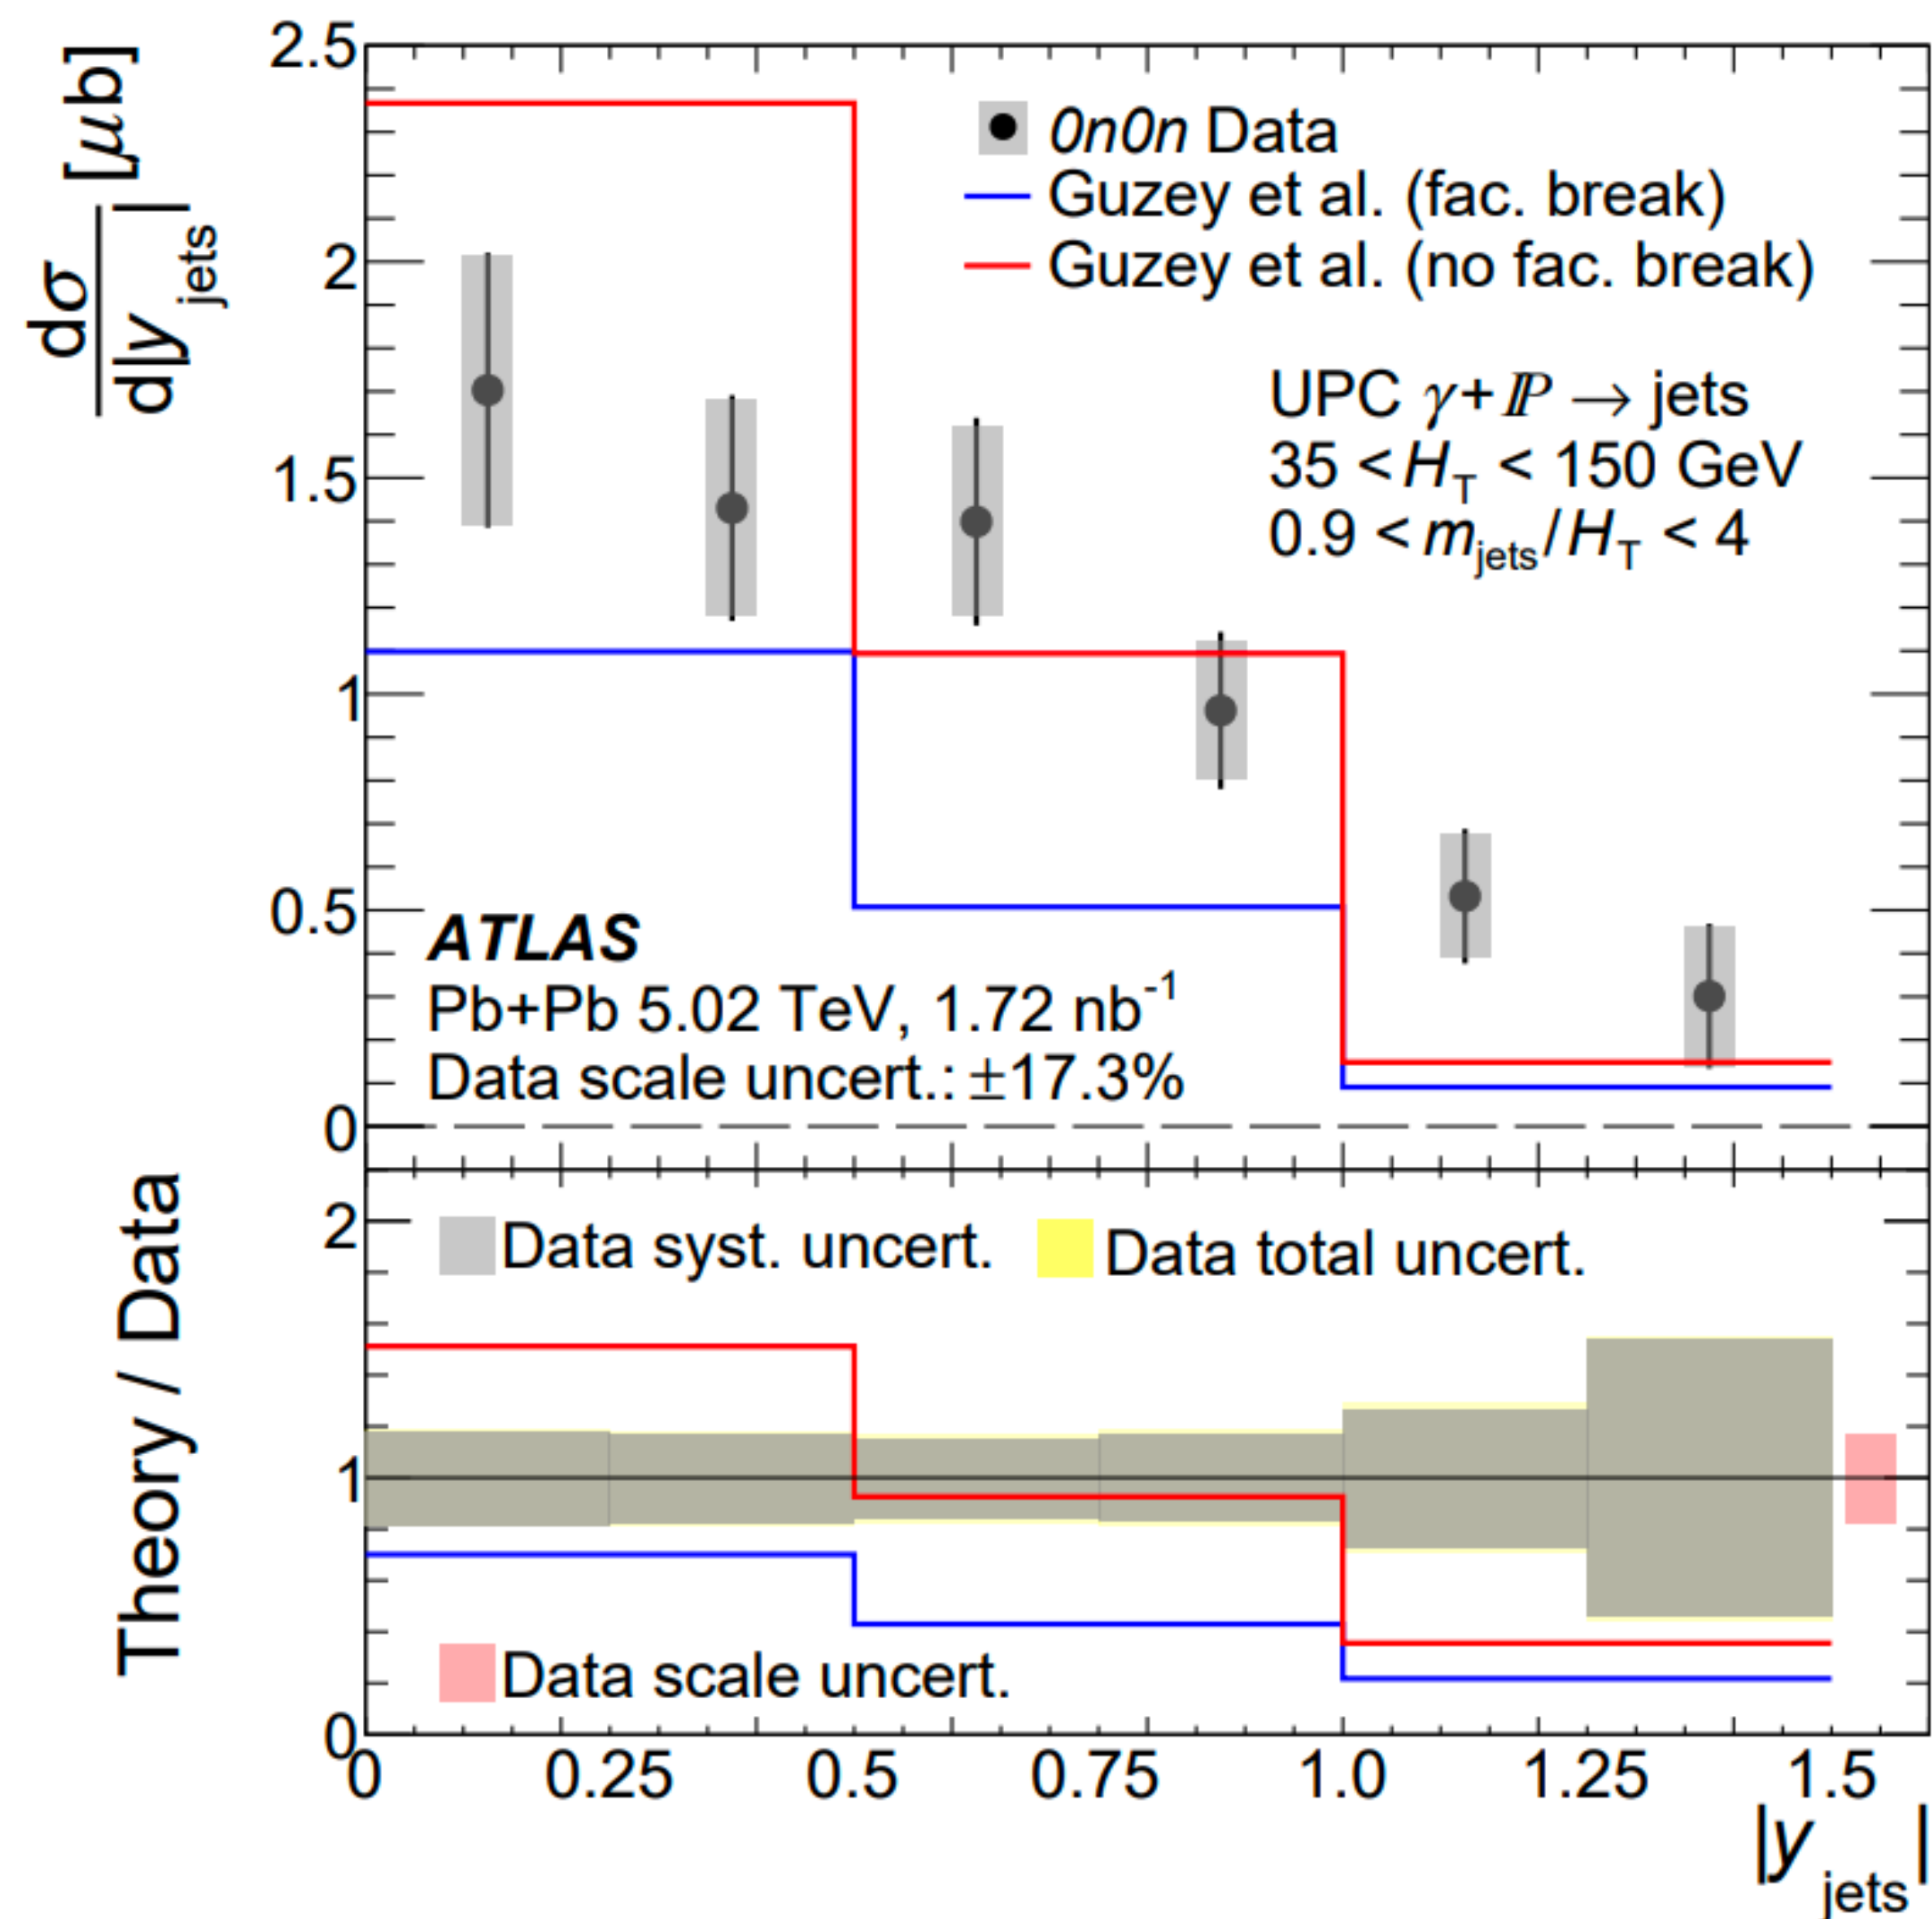 dσ
d|y jets| [μb]
2.5
2
1.5
1
0.5
0
0n0n Data
Guzey et al. (fac. break)
Guzey et al. (no fac. break)
UPC γ+ℙ → jets
35 < H_T < 150 GeV
0.9 < m_jets/H_T < 4
ATLAS
Pb+Pb 5.02 TeV, 1.72 nb⁻¹
Data scale uncert.: ±17.3%
Theory / Data
2
1
0
Data syst. uncert.
Data total uncert.
Data scale uncert.
0 0.25 0.5 0.75 1.0 1.25 1.5
|y jets|